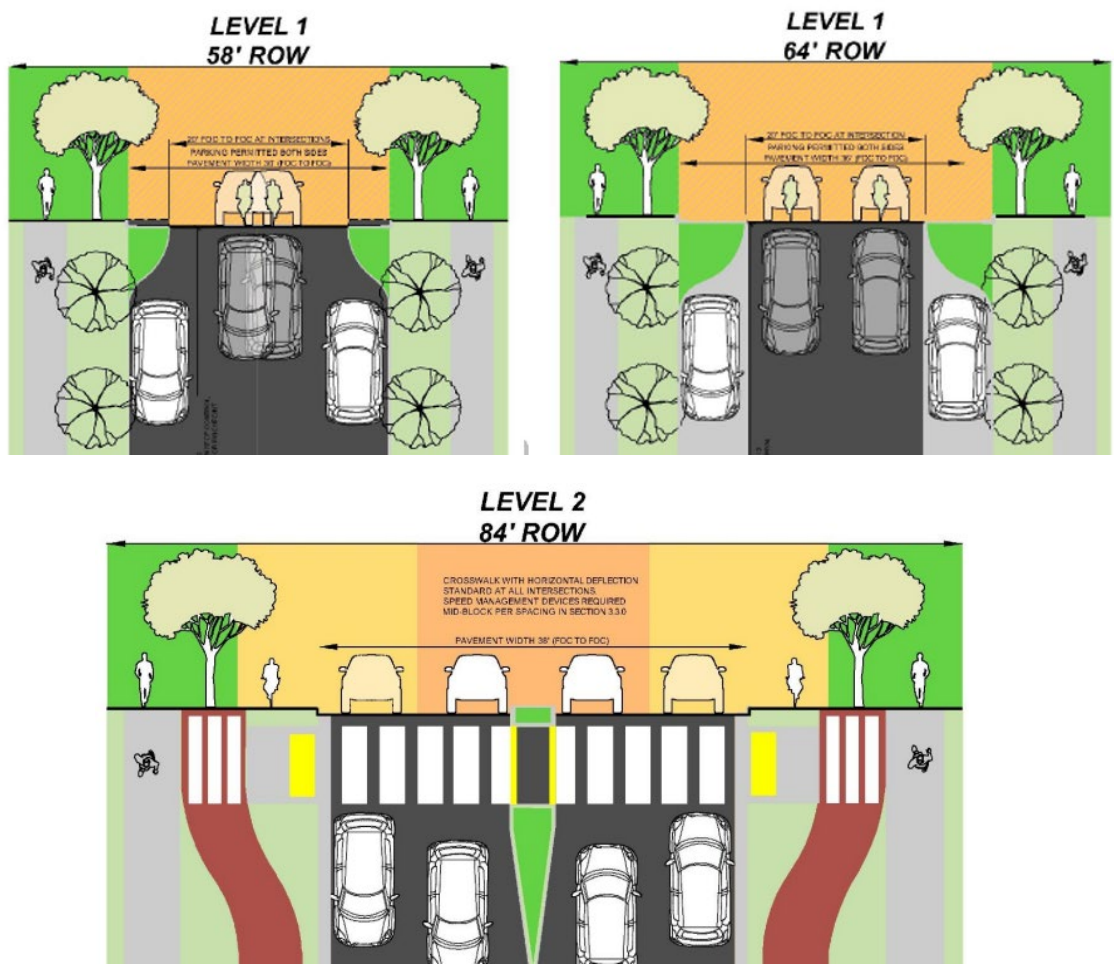 LEVEL 1
58' ROW
20' FOC TO FOC AT INTERSECTIONS
PARKING PERMITTED BOTH SIDES
PAVEMENT WIDTH 30' (FOC TO FOC)
LEVEL 1
64' ROW
20' FOC TO FOC AT INTERSECTION
PARKING PERMITTED BOTH SIDES
PAVEMENT WIDTH 36' (FOC TO FOC)
LEVEL 2
84' ROW
CROSSWALK WITH HORIZONTAL DEFLECTION
STANDARD AT ALL INTERSECTIONS.
SPEED MANAGEMENT DEVICES REQUIRED
MID-BLOCK PER SPACING IN SECTION 3.3.0
PAVEMENT WIDTH 38' (FOC TO FOC)